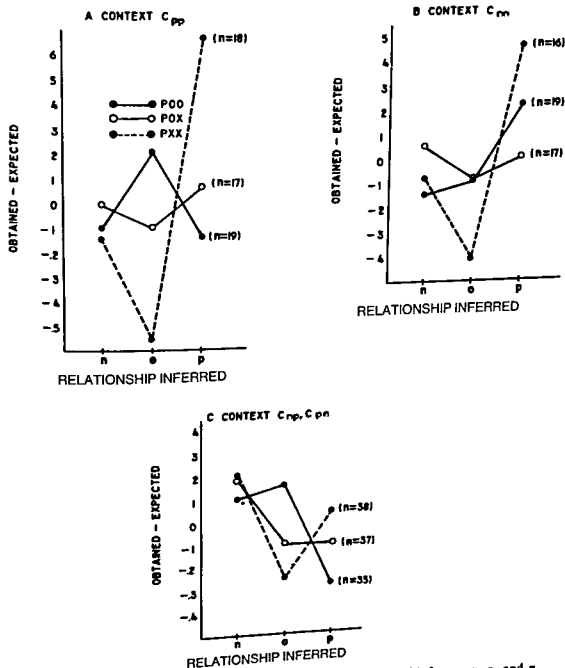 A CONTEXT Cpp
6
5
4
3
2
1
0
-1
-2
-3
-4
-5
OBTAINED - EXPECTED
POO
POX
PXX
(n=18)
(n=17)
(n=19)
n o p
RELATIONSHIP INFERRED
B CONTEXT Cnn
5
4
3
2
1
0
-1
-2
-3
-4
OBTAINED - EXPECTED
(n=16)
(n=19)
(n=17)
n o p
RELATIONSHIP INFERRED
C CONTEXT Cnp, Cpn
4
3
2
1
0
-1
-2
-3
-4
OBTAINED - EXPECTED
(n=38)
(n=37)
(n=35)
n o p
RELATIONSHIP INFERRED
and